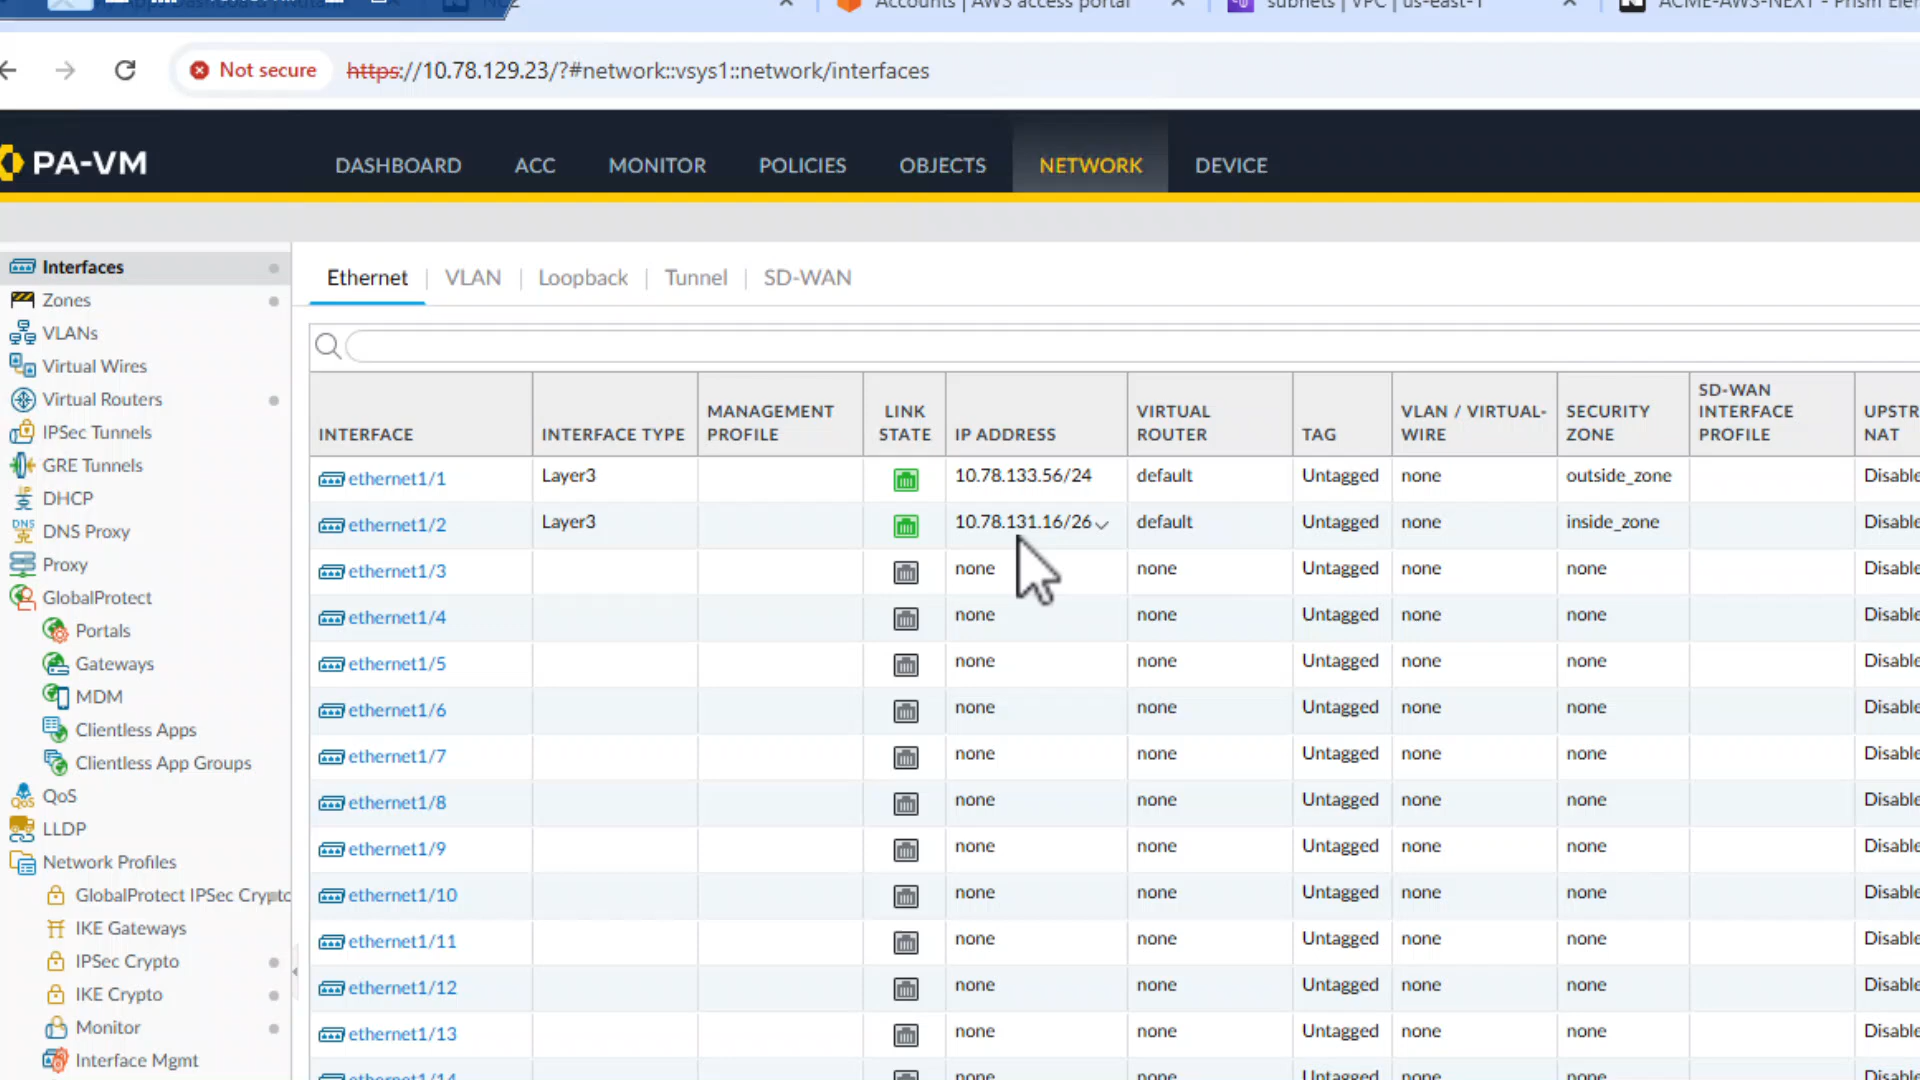 Accounts | AWS access portal
subnets | VPC | us-east-1
ACME-AWS-NEXT - Prism Elem
Not secure https://10.78.129.23/?#network::vsys1::network/interfaces
PA-VM DASHBOARD ACC MONITOR POLICIES OBJECTS NETWORK DEVICE
Interfaces
Zones
VLANs
Virtual Wires
Virtual Routers
IPSec Tunnels
GRE Tunnels
DHCP
DNS Proxy
Proxy
GlobalProtect
Portals
Gateways
MDM
Clientless Apps
Clientless App Groups
QoS
LLDP
Network Profiles
GlobalProtect IPSec Crypto
IKE Gateways
IPSec Crypto
IKE Crypto
Monitor
Interface Mgmt
Ethernet | VLAN | Loopback | Tunnel | SD-WAN
INTERFACE INTERFACE TYPE MANAGEMENT PROFILE LINK STATE IP ADDRESS VIRTUAL ROUTER TAG VLAN / VIRTUAL-WIRE SECURITY ZONE SD-WAN INTERFACE PROFILE UPSTR NAT
ethernet1/1 Layer3 10.78.133.56/24 default Untagged none outside_zone Disable
ethernet1/2 Layer3 10.78.131.16/26 default Untagged none inside_zone Disable
ethernet1/3 none none Untagged none none Disable
ethernet1/4 none none Untagged none none Disable
ethernet1/5 none none Untagged none none Disable
ethernet1/6 none none Untagged none none Disable
ethernet1/7 none none Untagged none none Disable
ethernet1/8 none none Untagged none none Disable
ethernet1/9 none none Untagged none none Disable
ethernet1/10 none none Untagged none none Disable
ethernet1/11 none none Untagged none none Disable
ethernet1/12 none none Untagged none none Disable
ethernet1/13 none none Untagged none none Disable
ethernet1/14 none none Untagged none none Disable